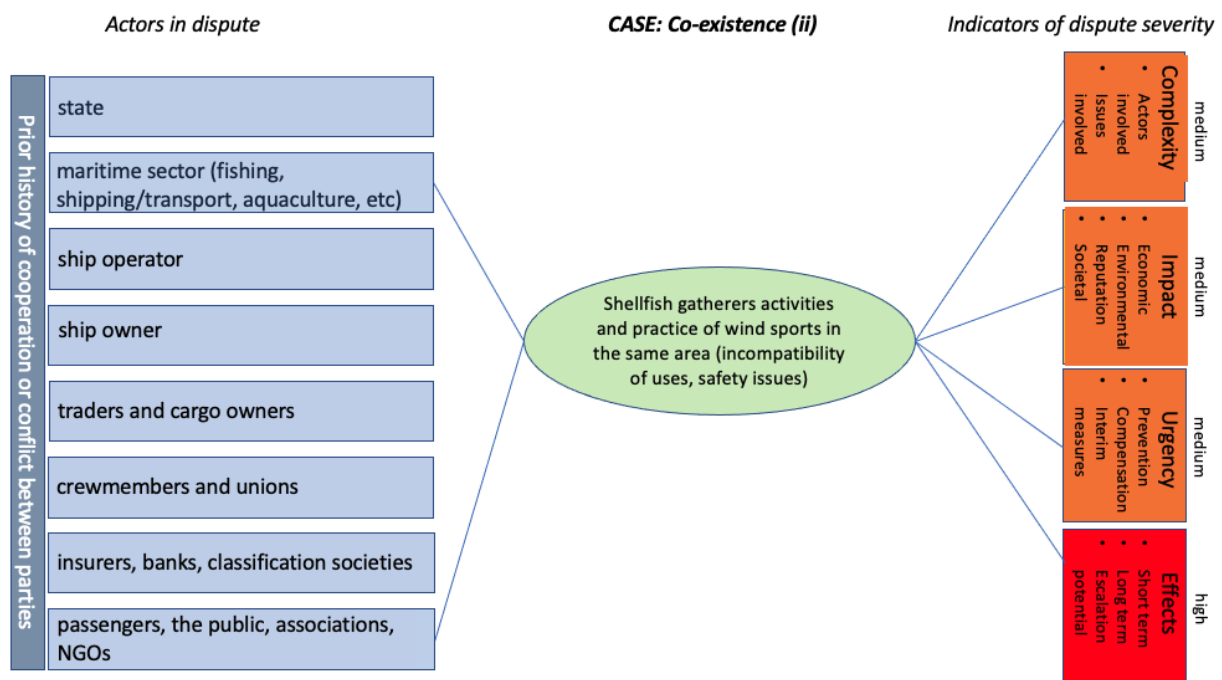 Actors in dispute
CASE: Co-existence (ii)
Indicators of dispute severity
Prior history of cooperation or conflict between parties
state
maritime sector (fishing,
shipping/transport, aquaculture, etc)
ship operator
ship owner
traders and cargo owners
crewmembers and unions
insurers, banks, classification societies
passengers, the public, associations,
NGOs
Shellfish gatherers activities
and practice of wind sports in
the same area (incompatibility
of uses, safety issues)
medium
Complexity
• Actors
involved
• Issues
involved
medium
Impact
• Economic
• Environmental
• Reputation
• Societal
medium
Urgency
• Prevention
• Compensation
• Interim
measures
high
Effects
• Short term
• Long term
• Escalation
potential